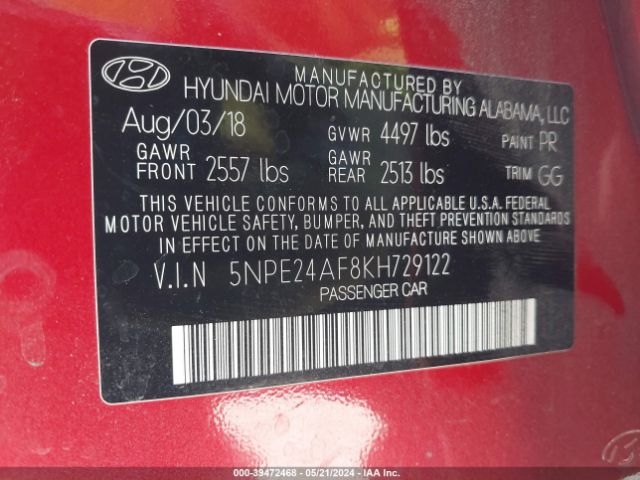 MANUFACTURED BY
HYUNDAI MOTOR MANUFACTURING ALABAMA, LLC
Aug/03/18 GVWR 4497 lbs PAINT PR
GAWR FRONT 2557 lbs GAWR REAR 2513 lbs TRIM GG
THIS VEHICLE CONFORMS TO ALL APPLICABLE U.S.A. FEDERAL
MOTOR VEHICLE SAFETY, BUMPER, AND THEFT PREVENTION STANDARDS
IN EFFECT ON THE DATE OF MANUFACTURE SHOWN ABOVE.
V.I.N 5NPE24AF8KH729122
PASSENGER CAR
000-39472468 - 05/21/2024 - IAA Inc.